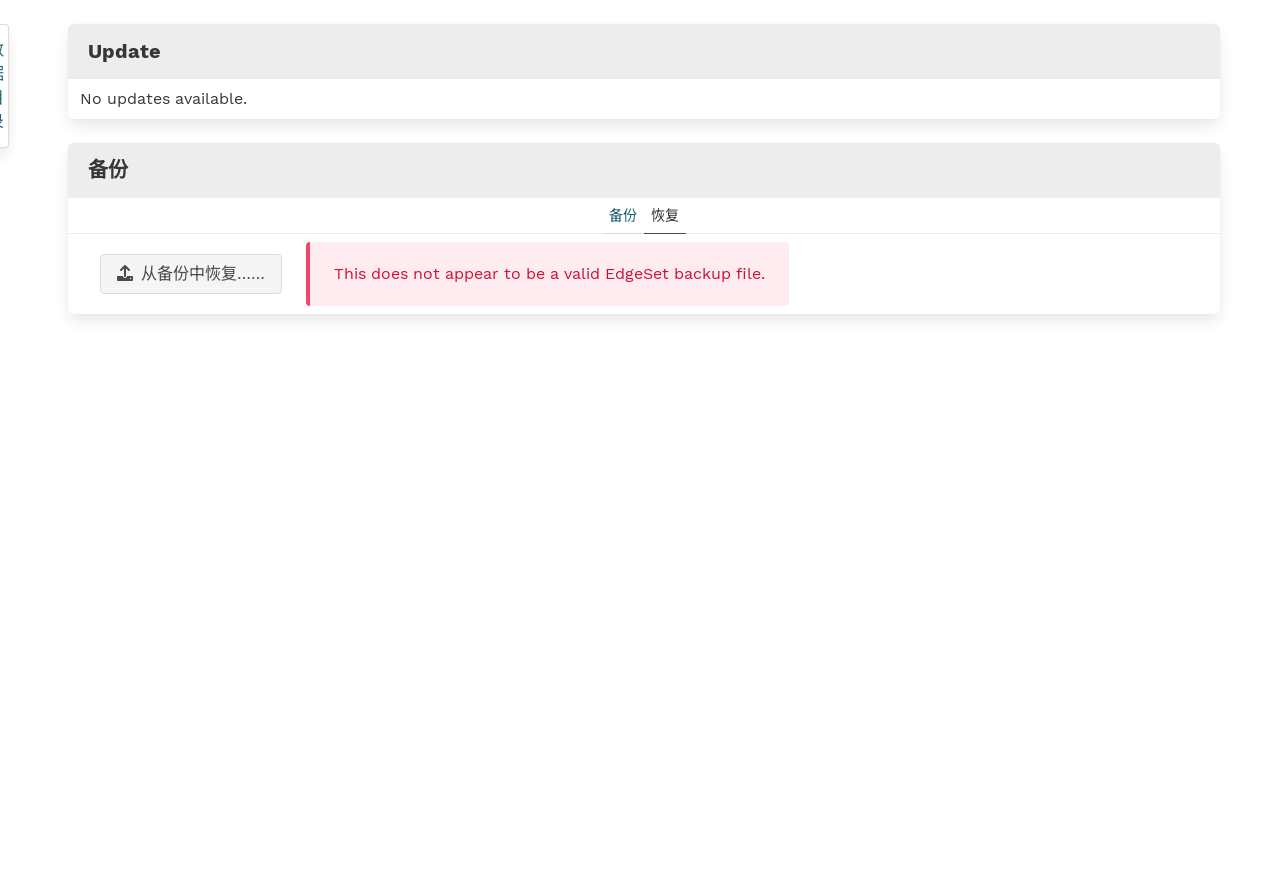 Update
No updates available.
备份
备份 恢复
从备份中恢复......
This does not appear to be a valid EdgeSet backup file.